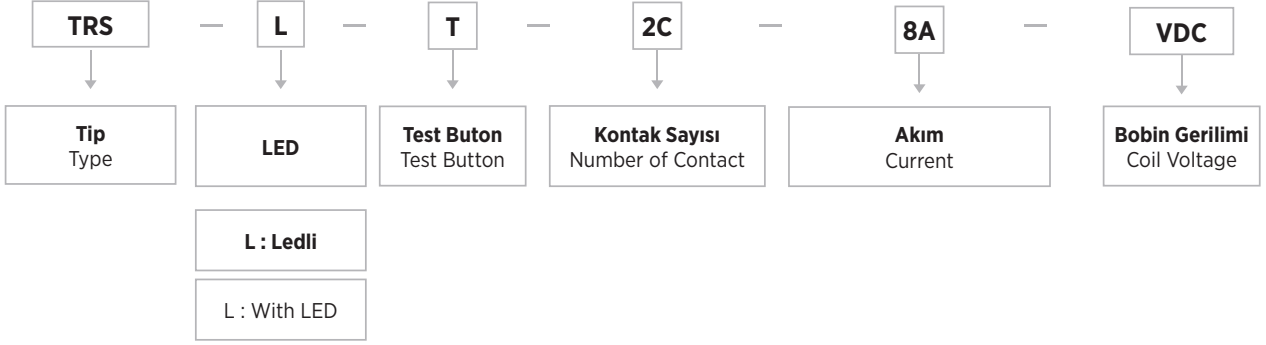 TRS — L — T — 2C — 8A — VDC
Tip
Type
LED
Test Buton
Test Button
Kontak Sayısı
Number of Contact
Akım
Current
Bobin Gerilimi
Coil Voltage
L : Ledli
L : With LED